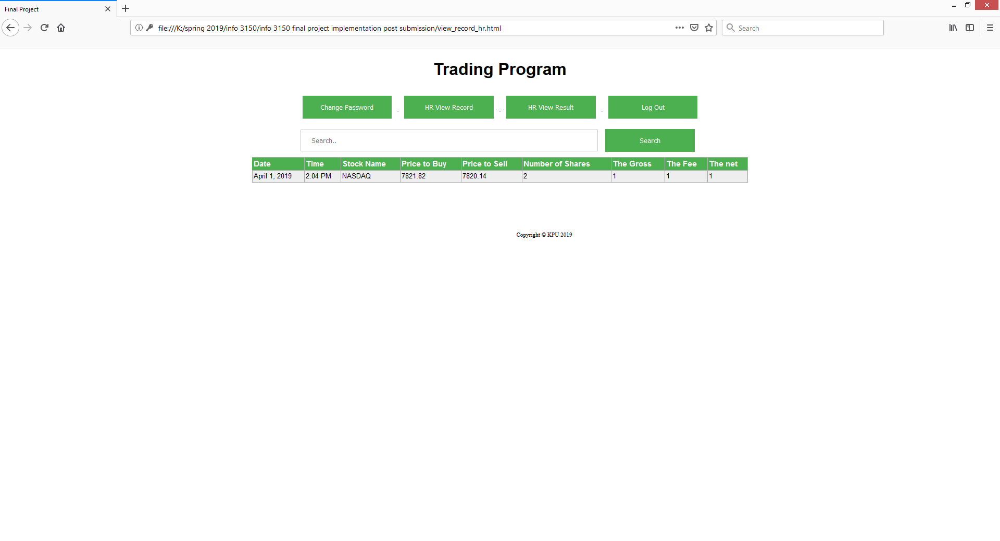 Final Project
file:///K:/spring 2019/info 3150/info 3150 final project implementation post submission/view_record_hr.html
Search
Trading Program
Change Password - HR View Record - HR View Result - Log Out
Search.. Search
Date Time Stock Name Price to Buy Price to Sell Number of Shares The Gross The Fee The net
April 1, 2019 2:04 PM NASDAQ 7821.82 7820.14 2 1 1 1
Copyright © KPU 2019